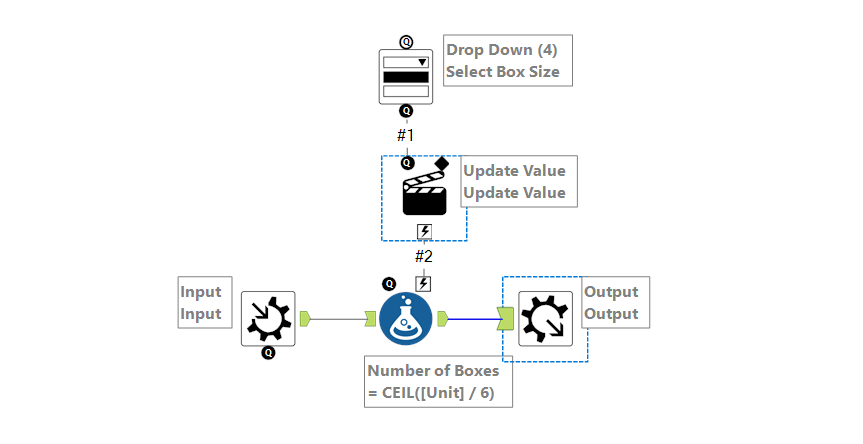 Q
Drop Down (4)
Select Box Size
Q
#1
Q
Update Value
Update Value
#2
Q
Input
Input
Output
Output
Q
Number of Boxes
= CEIL([Unit] / 6)